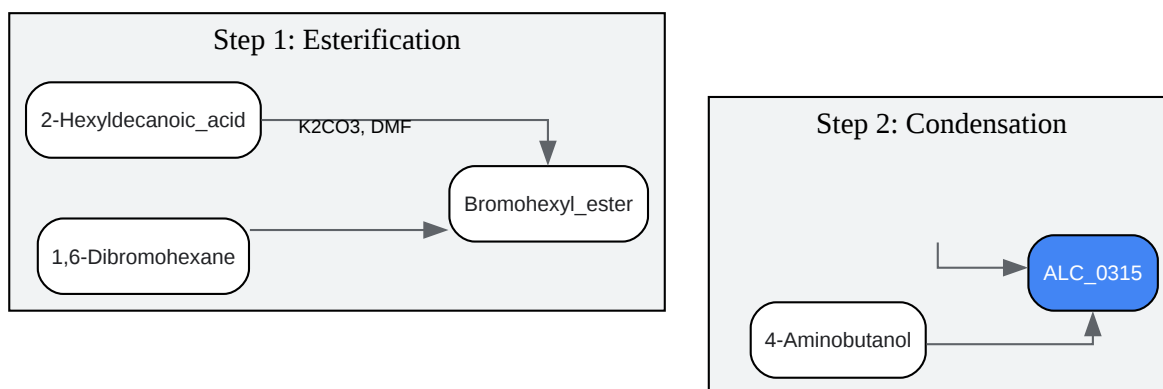 Step 1: Esterification
2-Hexyldecanoic_acid
K2CO3, DMF
Bromohexyl_ester
1,6-Dibromohexane
Step 2: Condensation
ALC_0315
4-Aminobutanol